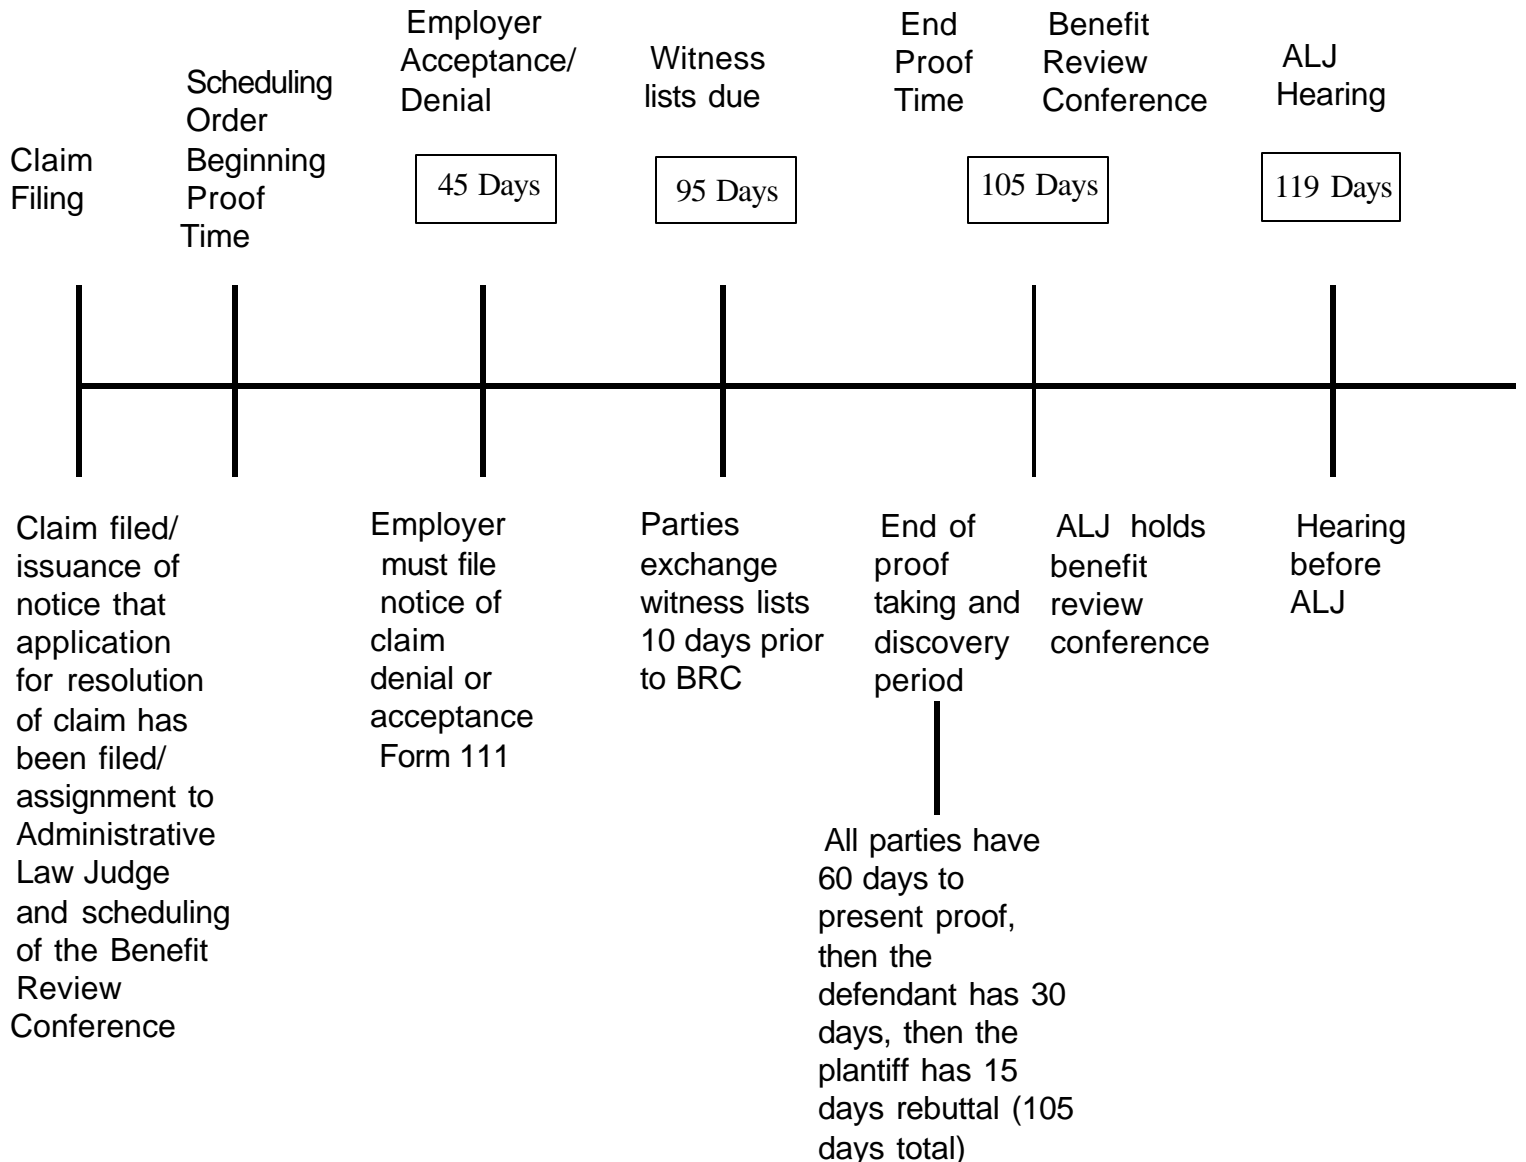 Claim
Filing
Scheduling
Order
Beginning
Proof
Time
Employer
Acceptance/
Denial
45 Days
Witness
lists due
95 Days
End
Proof
Time
Benefit
Review
Conference
105 Days
ALJ
Hearing
119 Days
Claim filed/
issuance of
notice that
application
for resolution
of claim has
been filed/
assignment to
Administrative
Law Judge
and scheduling
of the Benefit
Review
Conference
Employer
must file
notice of
claim
denial or
acceptance
Form 111
Parties
exchange
witness lists
10 days prior
to BRC
End of
proof
taking and
discovery
period
All parties have
60 days to
present proof,
then the
defendant has 30
days, then the
plantiff has 15
days rebuttal (105
days total)
ALJ holds
benefit
review
conference
Hearing
before
ALJ